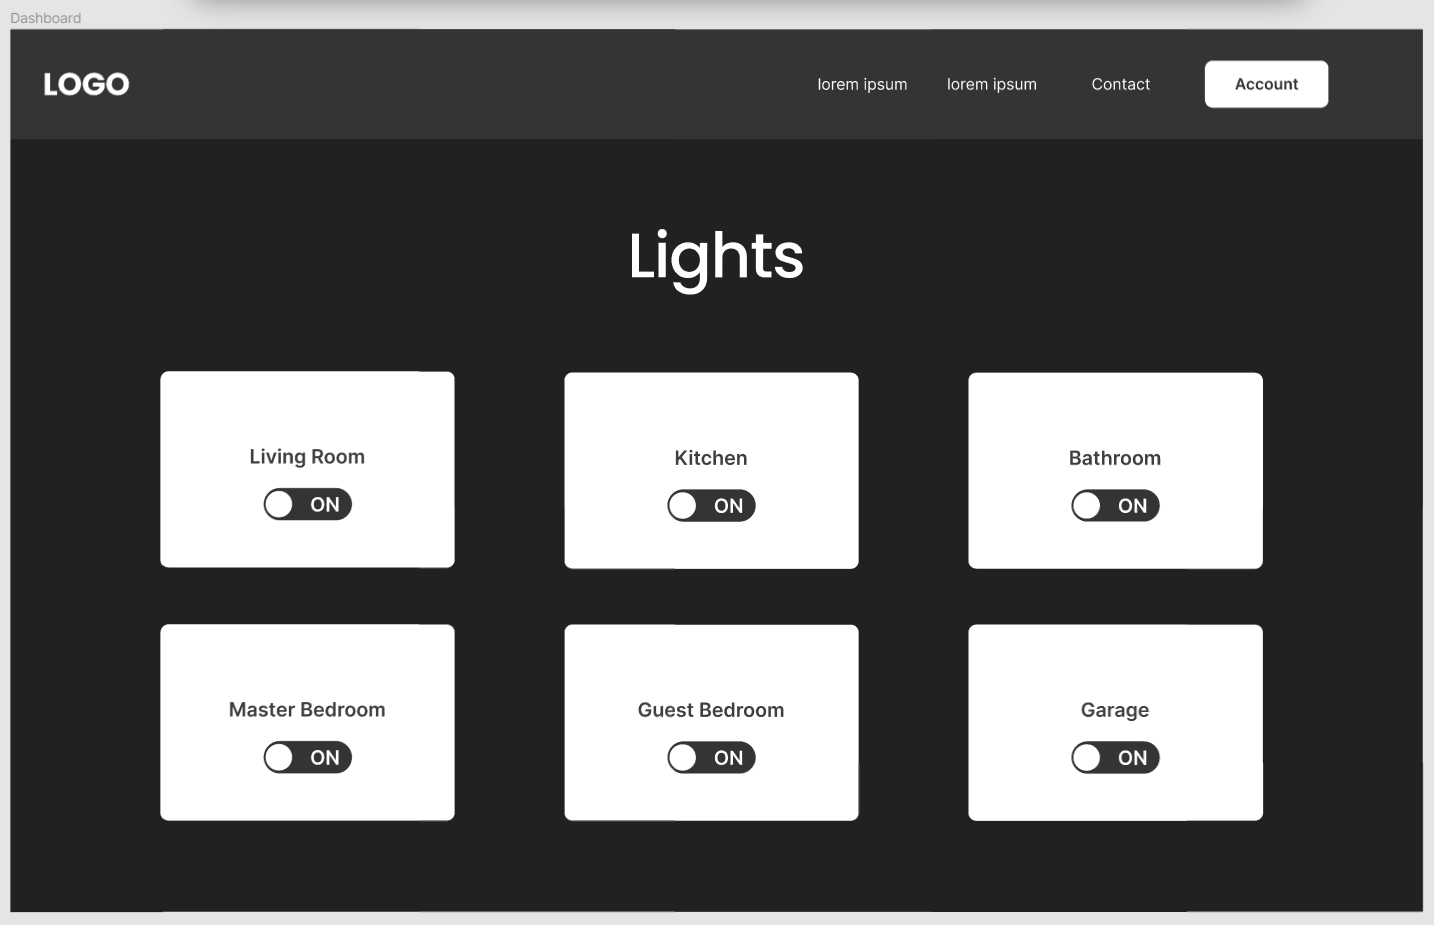 Dashboard
LOGO
lorem ipsum
lorem ipsum
Contact
Account
Lights
Living Room
ON
Kitchen
ON
Bathroom
ON
Master Bedroom
ON
Guest Bedroom
ON
Garage
ON